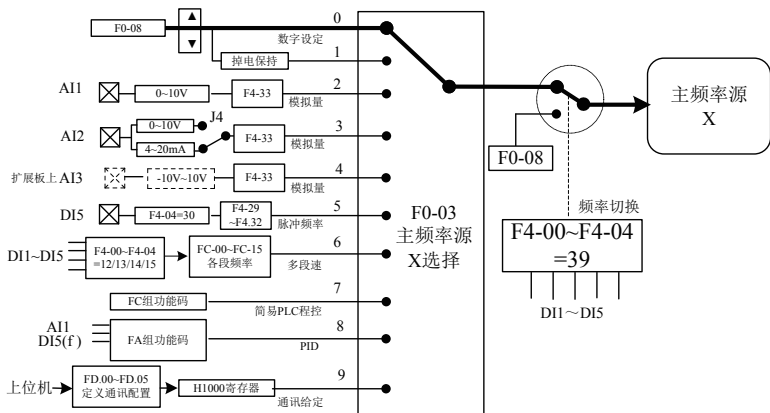 F0-08
▲
▼
0
数字设定
掉电保持
1
AI1
0~10V
F4-33
2
模拟量
AI2
0~10V
4~20mA
J4
F4-33
3
模拟量
扩展板上 AI3
-10V~10V
F4-33
4
模拟量
DI5
F4-04=30
F4-29
~F4.32
5
脉冲频率
DI1~DI5
F4-00~F4-04
=12/13/14/15
FC-00~FC-15
各段频率
6
多段速
FC组功能码
7
简易PLC程控
AI1
DI5(f)
FA组功能码
8
PID
上位机
FD.00~FD.05
定义通讯配置
H1000寄存器
9
通讯给定
F0-03
主频率源
X选择
F0-08
主频率源
X
频率切换
F4-00~F4-04
=39
DI1~DI5